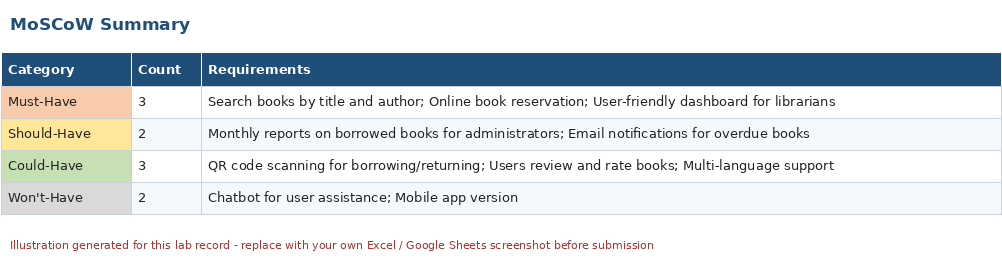 MoSCoW Summary
Category Count Requirements
Must-Have 3 Search books by title and author; Online book reservation; User-friendly dashboard for librarians
Should-Have 2 Monthly reports on borrowed books for administrators; Email notifications for overdue books
Could-Have 3 QR code scanning for borrowing/returning; Users review and rate books; Multi-language support
Won't-Have 2 Chatbot for user assistance; Mobile app version
Illustration generated for this lab record - replace with your own Excel / Google Sheets screenshot before submission